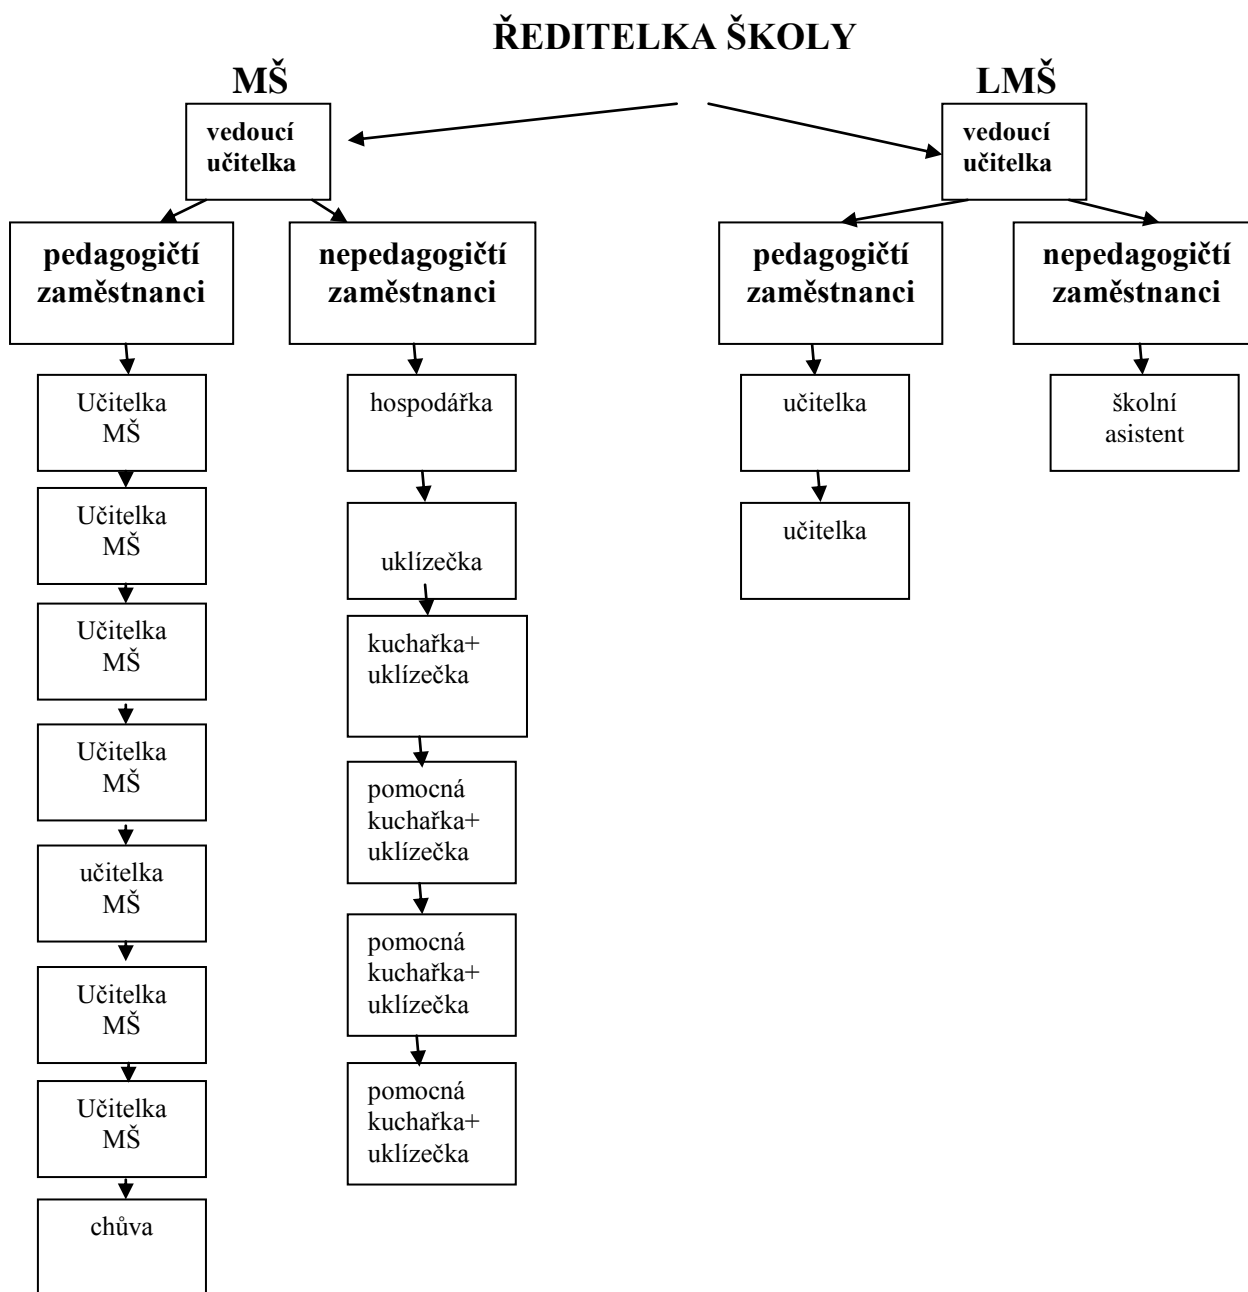 ŘEDITELKA ŠKOLY
MŠ
LMŠ
vedoucí
učitelka
vedoucí
učitelka
pedagogičtí
zaměstnanci
nepedagogičtí
zaměstnanci
pedagogičtí
zaměstnanci
nepedagogičtí
zaměstnanci
Učitelka
MŠ
Učitelka
MŠ
Učitelka
MŠ
Učitelka
MŠ
učitelka
MŠ
Učitelka
MŠ
Učitelka
MŠ
chůva
hospodářka
uklízečka
kuchařka+
uklízečka
pomocná
kuchařka+
uklízečka
pomocná
kuchařka+
uklízečka
pomocná
kuchařka+
uklízečka
učitelka
učitelka
školní
asistent